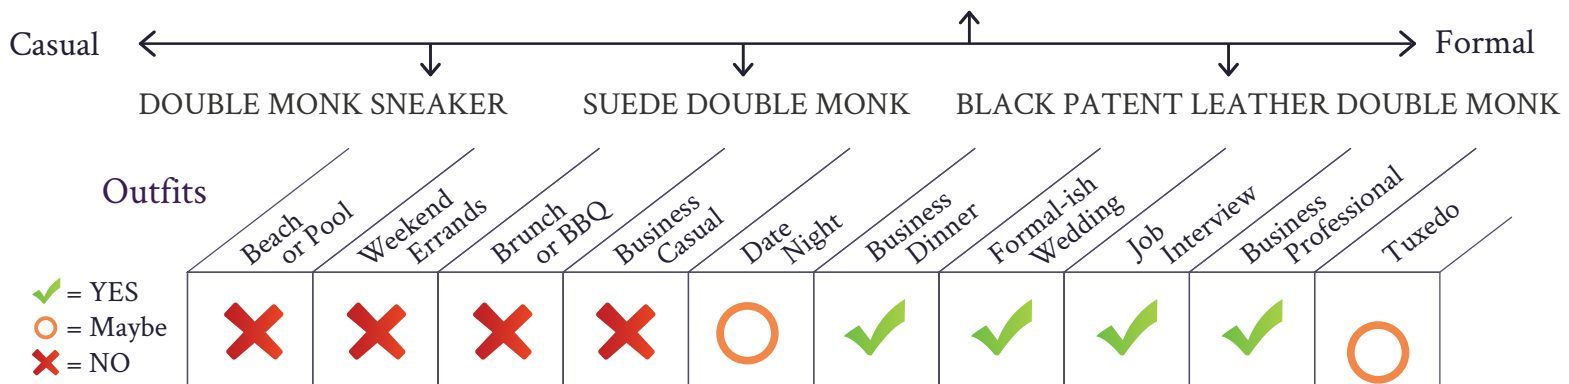 Casual
Formal
DOUBLE MONK SNEAKER
SUEDE DOUBLE MONK
BLACK PATENT LEATHER DOUBLE MONK
Outfits
Beach
or Pool
Weekend
Errands
Brunch
or BBQ
Business
Casual
Date
Night
Business
Dinner
Formal-ish
Wedding
Job
Interview
Business
Professional
Tuxedo
= YES
= Maybe
= NO